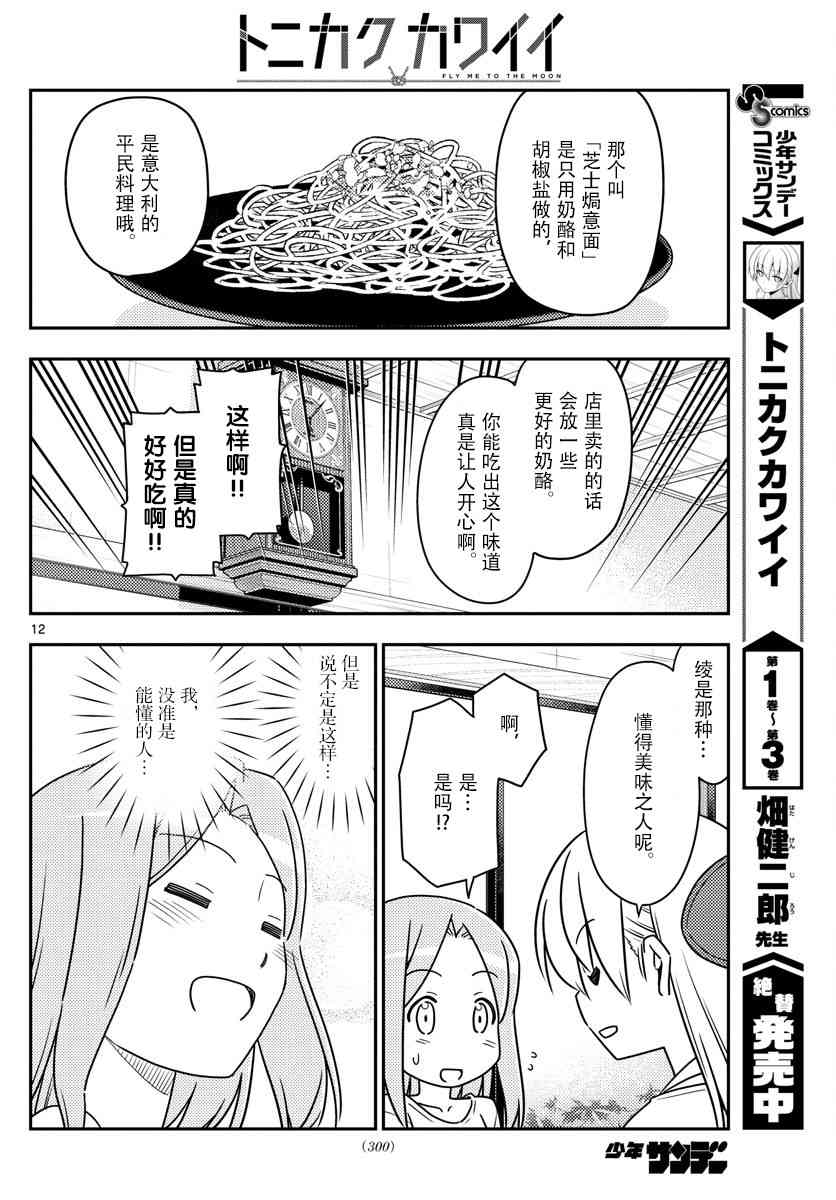 トニカクカワイイ
FLY ME TO THE MOON
那个叫
「芝士焗意面」
是只用奶酪和
胡椒盐做的，
是意大利的
平民料理哦。
店里卖的的话
会放一些
更好的奶酪。
你能吃出这个味道
真是让人开心啊。
这样啊!!
但是真的
好好吃啊!!
12
绫是那种…
懂得美味之人呢。
啊，
是…
是吗!?
但是
说不定是这样…
我，
没准是
能懂的人…
(300)
少年サンデー
S comics
少年サンデー
コミックス
トニカクカワイイ
第1巻～第3巻
畑健二郎
はた けん じ ろう
先生
絶賛
発売中